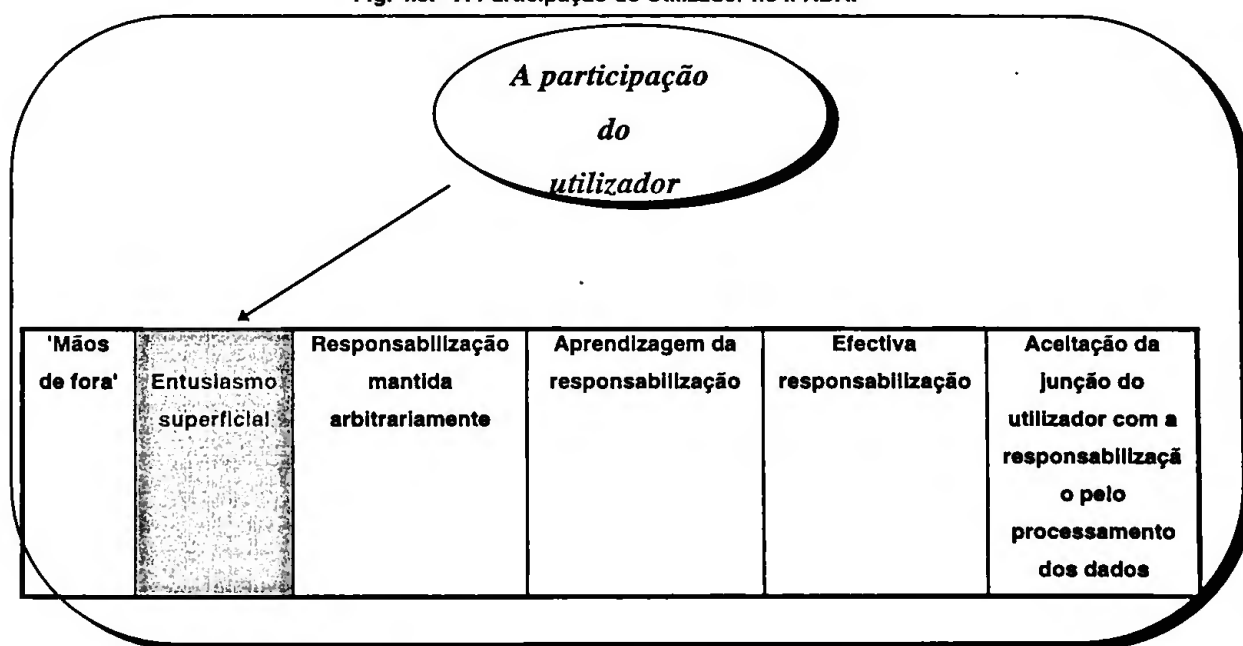 A participação
do
utilizador
'Mãos
de fora'
Entusiasmo
superficial
Responsabilização
mantida
arbitrariamente
Aprendizagem da
responsabilização
Efectiva
responsabilização
Aceitação da
junção do
utilizador com a
responsabilizaçã
o pelo
processamento
dos dados